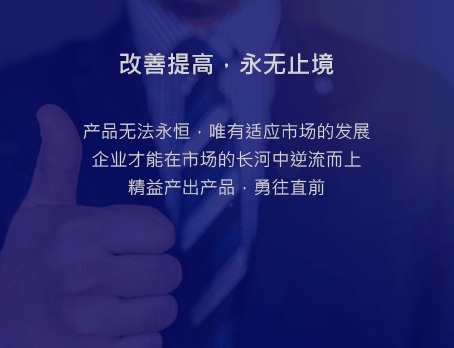 改善提高，永无止境
产品无法永恒，唯有适应市场的发展
企业才能在市场的长河中逆流而上
精益产出产品，勇往直前